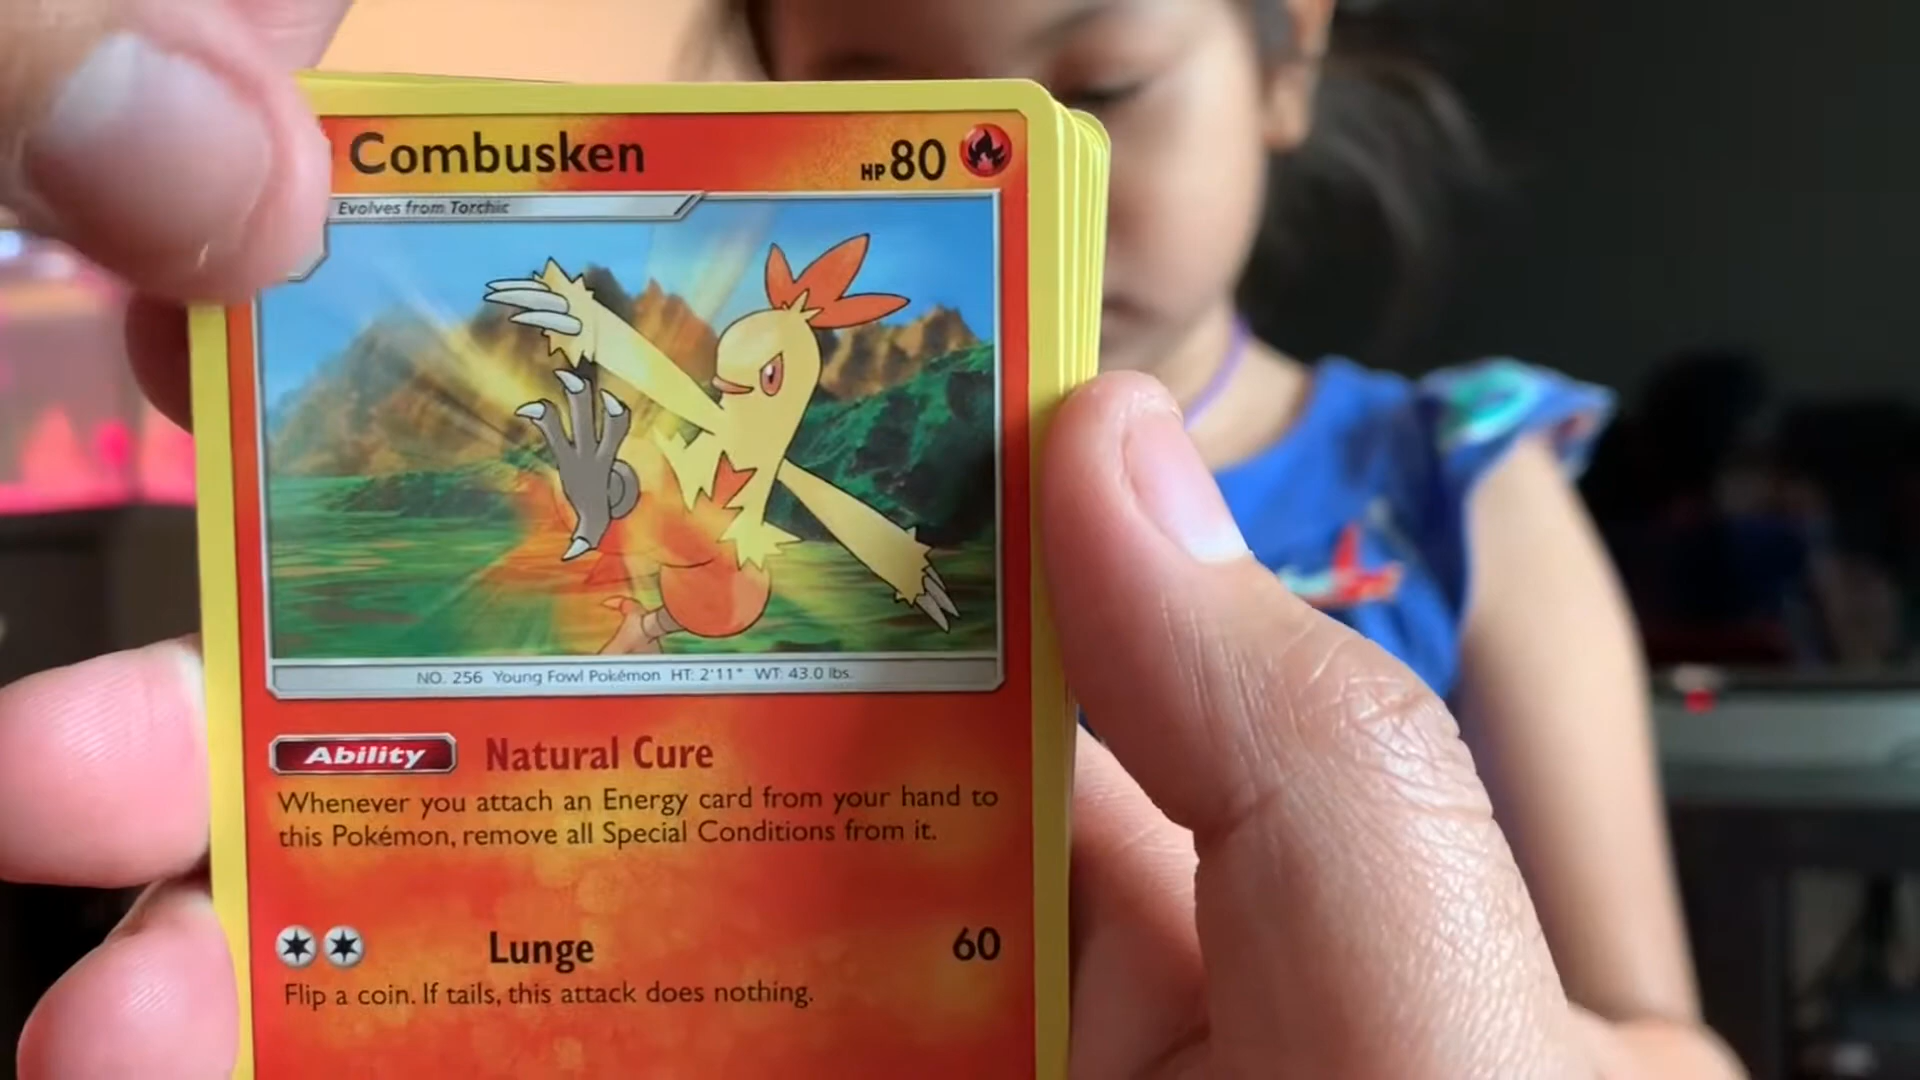 Combusken
HP 80
Evolves from Torchic
NO. 256 Young Fowl Pokémon HT: 2'11" WT: 43.0 lbs.
Ability Natural Cure
Whenever you attach an Energy card from your hand to
this Pokémon, remove all Special Conditions from it.
Lunge 60
Flip a coin. If tails, this attack does nothing.